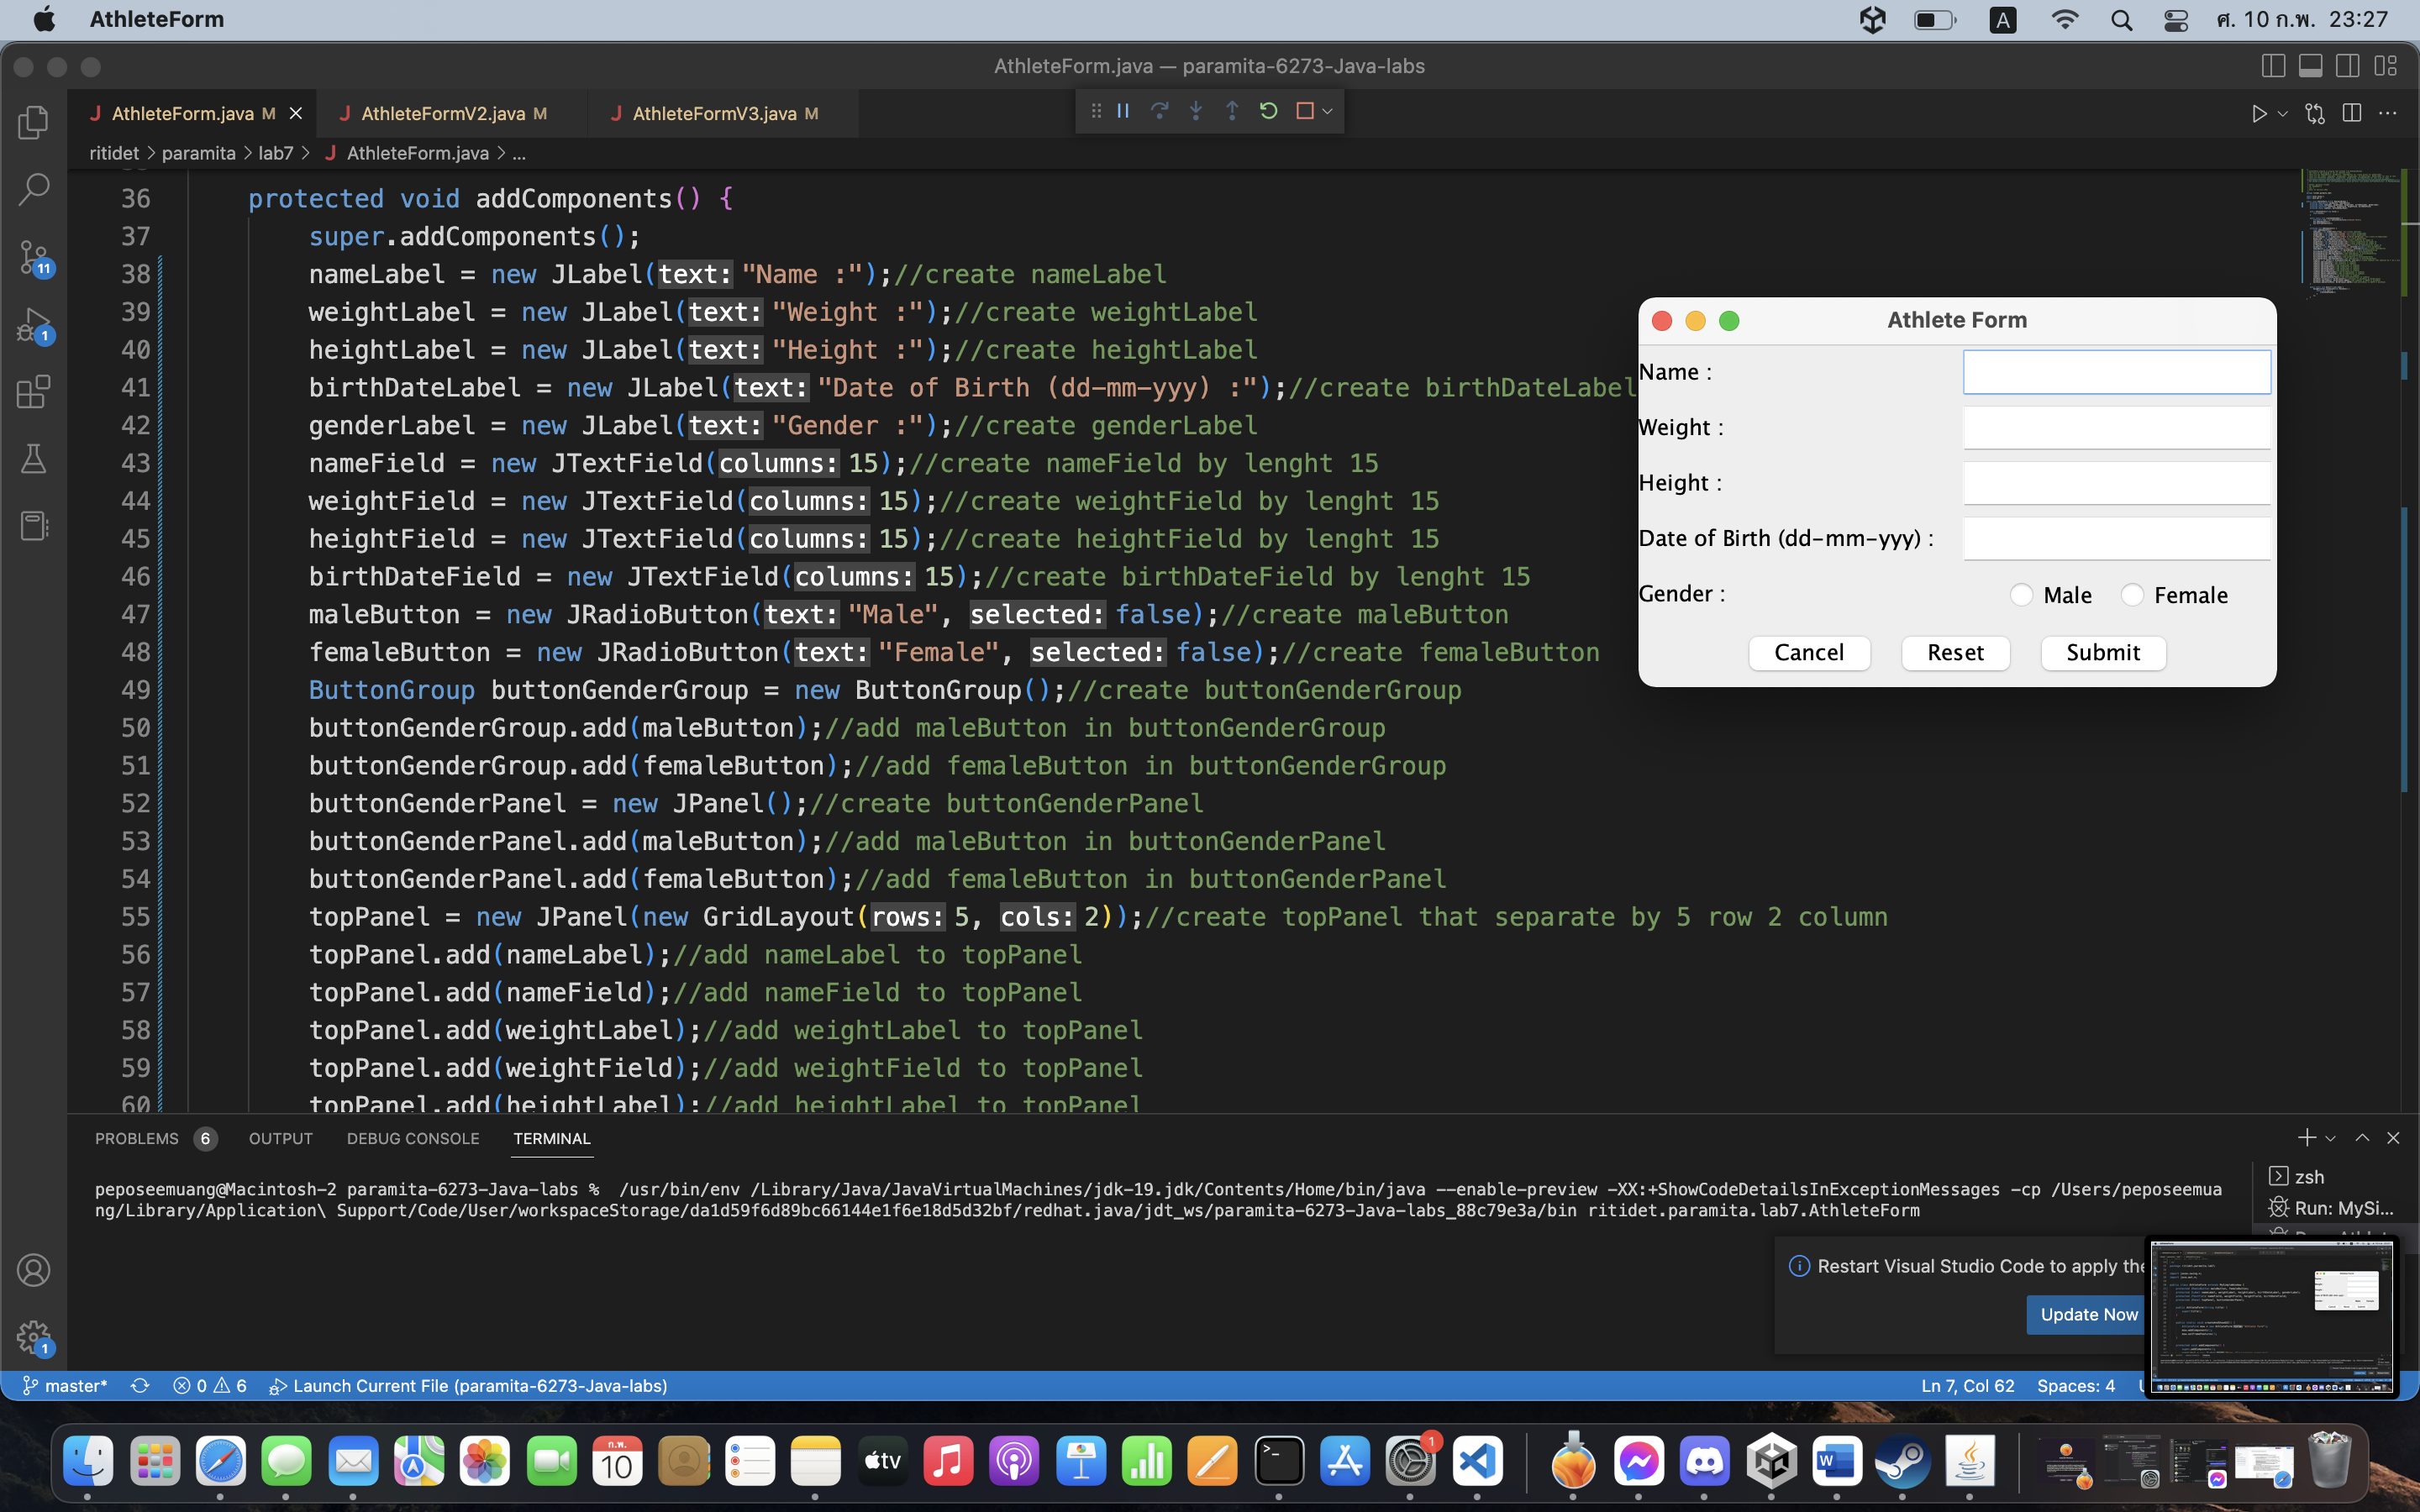 AthleteForm
A
ศ. 10 ก.พ. 23:27
AthleteForm.java — paramita-6273-Java-labs
J AthleteForm.java M
J AthleteFormV2.java M
J AthleteFormV3.java M
ritidet > paramita > lab7 > J AthleteForm.java > ...
36 protected void addComponents() {
37 super.addComponents();
38 nameLabel = new JLabel(text: "Name :");//create nameLabel
39 weightLabel = new JLabel(text: "Weight :");//create weightLabel
40 heightLabel = new JLabel(text: "Height :");//create heightLabel
41 birthDateLabel = new JLabel(text: "Date of Birth (dd-mm-yyy) :");//create birthDateLabel
42 genderLabel = new JLabel(text: "Gender :");//create genderLabel
43 nameField = new JTextField(columns: 15);//create nameField by lenght 15
44 weightField = new JTextField(columns: 15);//create weightField by lenght 15
45 heightField = new JTextField(columns: 15);//create heightField by lenght 15
46 birthDateField = new JTextField(columns: 15);//create birthDateField by lenght 15
47 maleButton = new JRadioButton(text: "Male", selected: false);//create maleButton
48 femaleButton = new JRadioButton(text: "Female", selected: false);//create femaleButton
49 ButtonGroup buttonGenderGroup = new ButtonGroup();//create buttonGenderGroup
50 buttonGenderGroup.add(maleButton);//add maleButton in buttonGenderGroup
51 buttonGenderGroup.add(femaleButton);//add femaleButton in buttonGenderGroup
52 buttonGenderPanel = new JPanel();//create buttonGenderPanel
53 buttonGenderPanel.add(maleButton);//add maleButton in buttonGenderPanel
54 buttonGenderPanel.add(femaleButton);//add femaleButton in buttonGenderPanel
55 topPanel = new JPanel(new GridLayout(rows: 5, cols: 2));//create topPanel that separate by 5 row 2 column
56 topPanel.add(nameLabel);//add nameLabel to topPanel
57 topPanel.add(nameField);//add nameField to topPanel
58 topPanel.add(weightLabel);//add weightLabel to topPanel
59 topPanel.add(weightField);//add weightField to topPanel
60 topPanel.add(heightLabel);//add heightLabel to topPanel
Athlete Form
Name :
Weight :
Height :
Date of Birth (dd-mm-yyy) :
Gender : Male Female
Cancel Reset Submit
11
1
1
PROBLEMS 6 OUTPUT DEBUG CONSOLE TERMINAL
peposeemuang@Macintosh-2 paramita-6273-Java-labs % /usr/bin/env /Library/Java/JavaVirtualMachines/jdk-19.jdk/Contents/Home/bin/java --enable-preview -XX:+ShowCodeDetailsInExceptionMessages -cp /Users/peposeemua
ng/Library/Application\ Support/Code/User/workspaceStorage/da1d59f6d89bc66144e1f6e18d5d32bf/redhat.java/jdt_ws/paramita-6273-Java-labs_88c79e3a/bin ritidet.paramita.lab7.AthleteForm
zsh
Run: MySi...
Restart Visual Studio Code to apply the
Update Now
master* 0 6 Launch Current File (paramita-6273-Java-labs)
Ln 7, Col 62 Spaces: 4
ก.พ.
10
tv
1
W